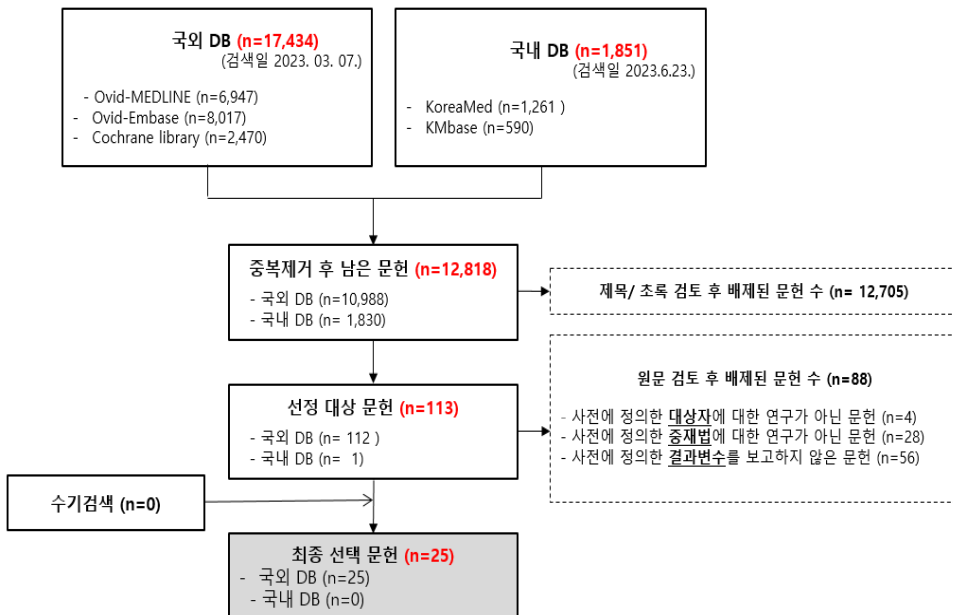 국외 DB (n=17,434)
(검색일 2023. 03. 07.)
- Ovid-MEDLINE (n=6,947)
- Ovid-Embase (n=8,017)
- Cochrane library (n=2,470)
국내 DB (n=1,851)
(검색일 2023.6.23.)
- KoreaMed (n=1,261 )
- KMbase (n=590)
중복제거 후 남은 문헌 (n=12,818)
- 국외 DB (n=10,988)
- 국내 DB (n= 1,830)
제목/ 초록 검토 후 배제된 문헌 수 (n= 12,705)
선정 대상 문헌 (n=113)
- 국외 DB (n= 112 )
- 국내 DB (n= 1)
원문 검토 후 배제된 문헌 수 (n=88)
- 사전에 정의한 대상자에 대한 연구가 아닌 문헌 (n=4)
- 사전에 정의한 중재법에 대한 연구가 아닌 문헌 (n=28)
- 사전에 정의한 결과변수를 보고하지 않은 문헌 (n=56)
수기검색 (n=0)
최종 선택 문헌 (n=25)
- 국외 DB (n=25)
- 국내 DB (n=0)